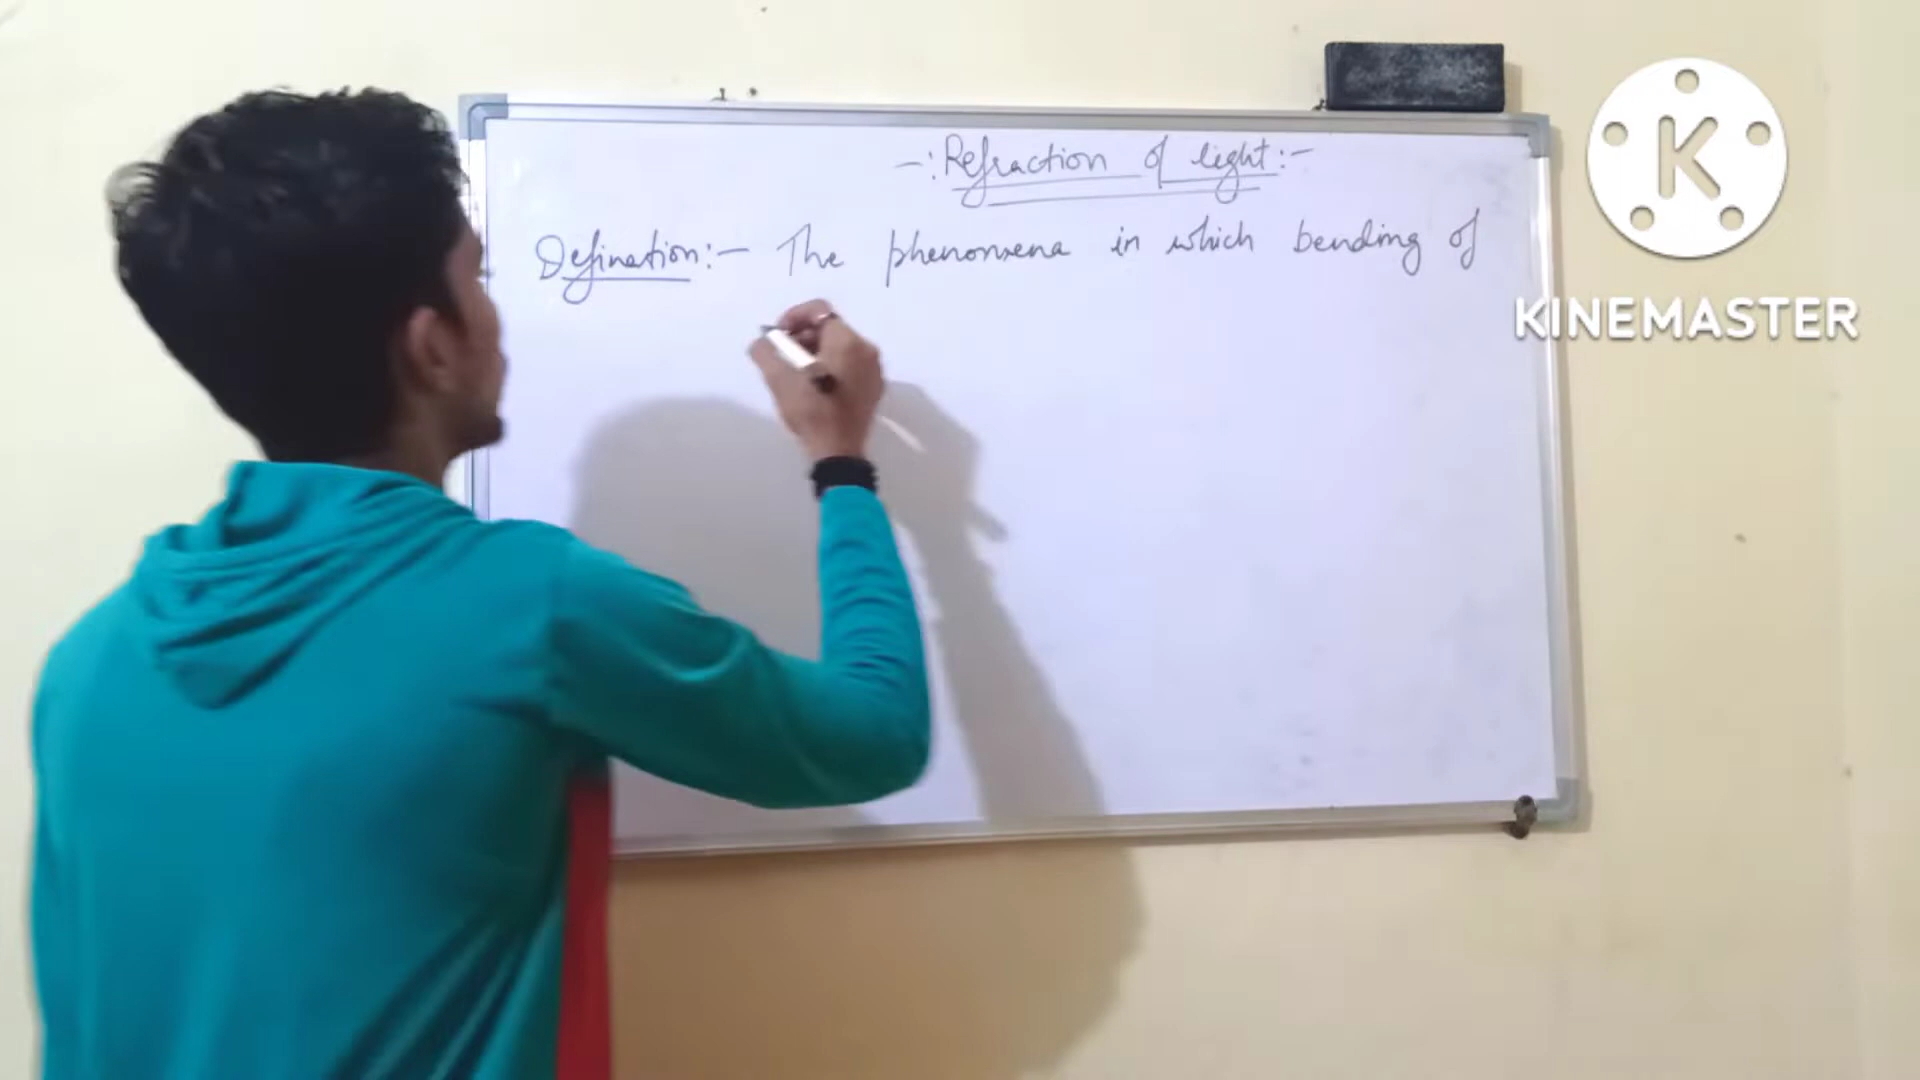 -: Refraction of light :-
Defination :- The phenomena in which bending of
K
KINEMASTER